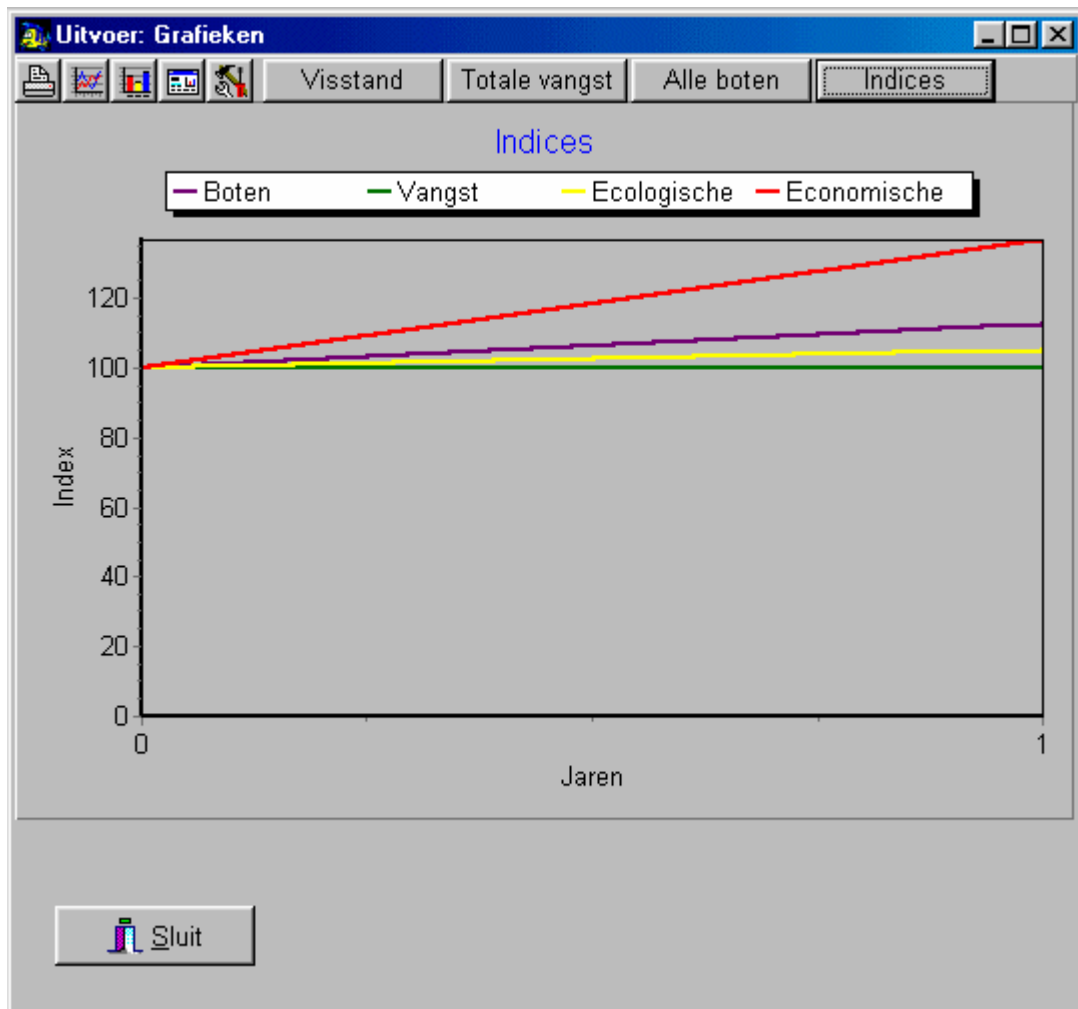 Uitvoer: Grafieken
Visstand Totale vangst Alle boten Indices
Indices
Boten Vangst Ecologische Economische
120
100
80
60
40
20
0
Index
0 1
Jaren
Sluit